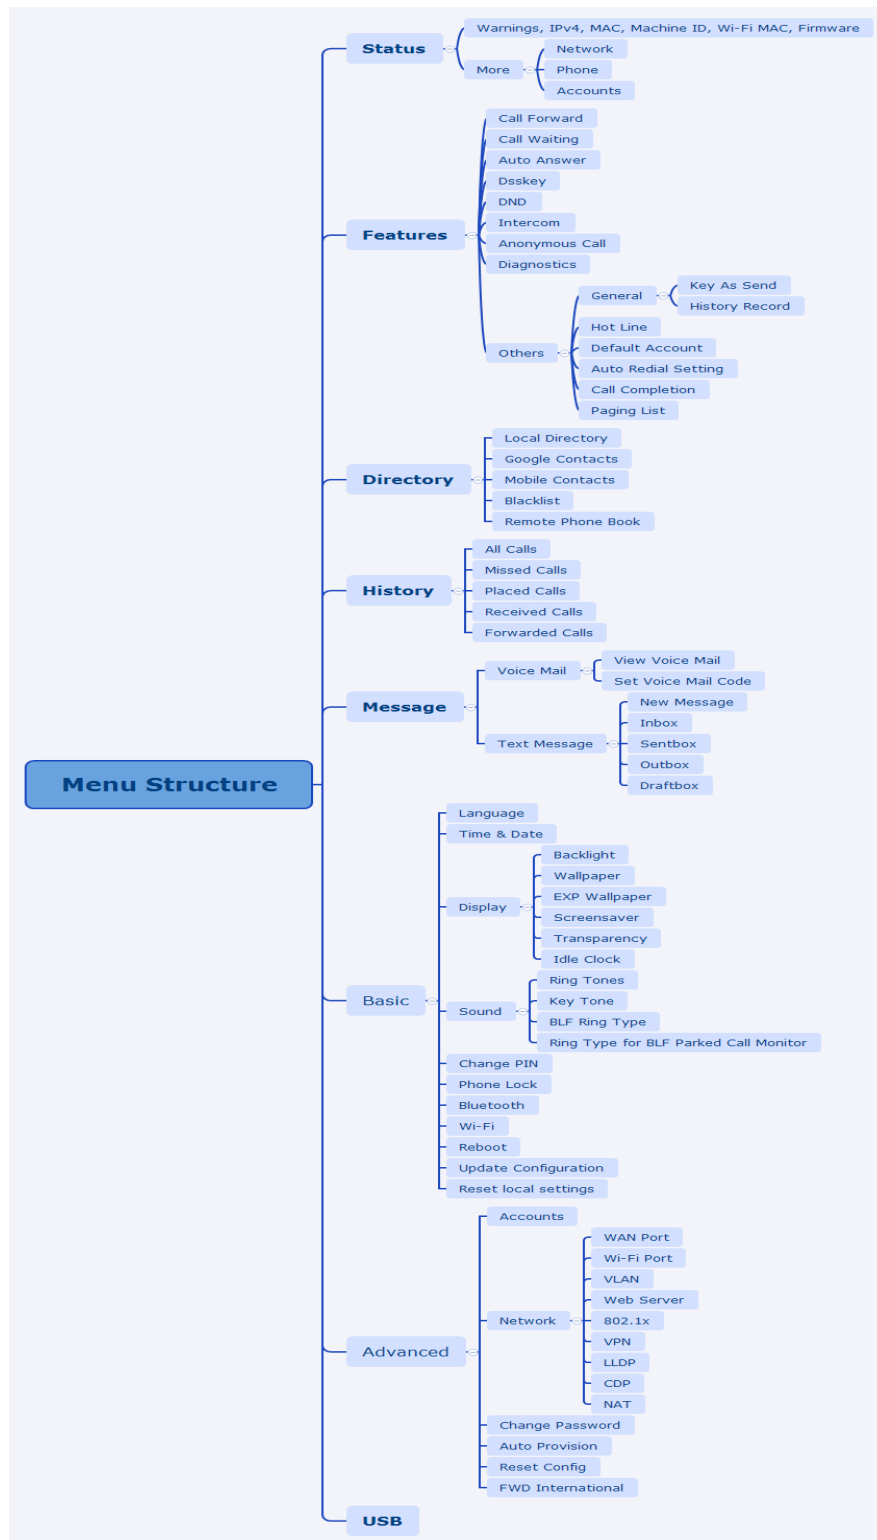 Status
Warnings, IPv4, MAC, Machine ID, Wi-Fi MAC, Firmware
More
Network
Phone
Accounts
Features
Call Forward
Call Waiting
Auto Answer
Dsskey
DND
Intercom
Anonymous Call
Diagnostics
Others
General
Key As Send
History Record
Hot Line
Default Account
Auto Redial Setting
Call Completion
Paging List
Directory
Local Directory
Google Contacts
Mobile Contacts
Blacklist
Remote Phone Book
History
All Calls
Missed Calls
Placed Calls
Received Calls
Forwarded Calls
Message
Voice Mail
View Voice Mail
Set Voice Mail Code
Text Message
New Message
Inbox
Sentbox
Outbox
Draftbox
Menu Structure
Basic
Language
Time & Date
Display
Backlight
Wallpaper
EXP Wallpaper
Screensaver
Transparency
Idle Clock
Sound
Ring Tones
Key Tone
BLF Ring Type
Ring Type for BLF Parked Call Monitor
Change PIN
Phone Lock
Bluetooth
Wi-Fi
Reboot
Update Configuration
Reset local settings
Advanced
Accounts
Network
WAN Port
Wi-Fi Port
VLAN
Web Server
802.1x
VPN
LLDP
CDP
NAT
Change Password
Auto Provision
Reset Config
FWD International
USB